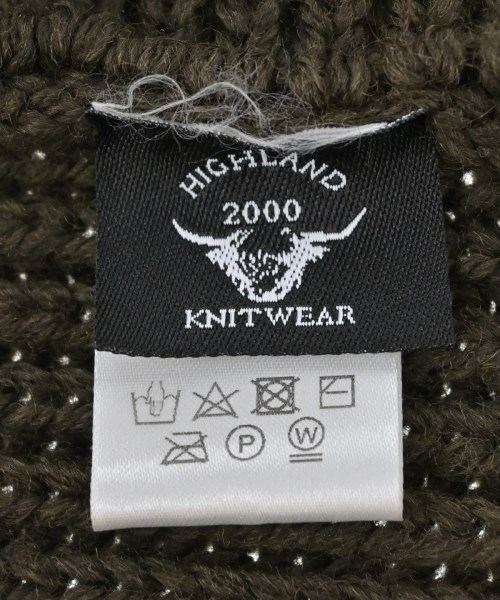 HIGHLAND
2000
KNITWEAR
P
W